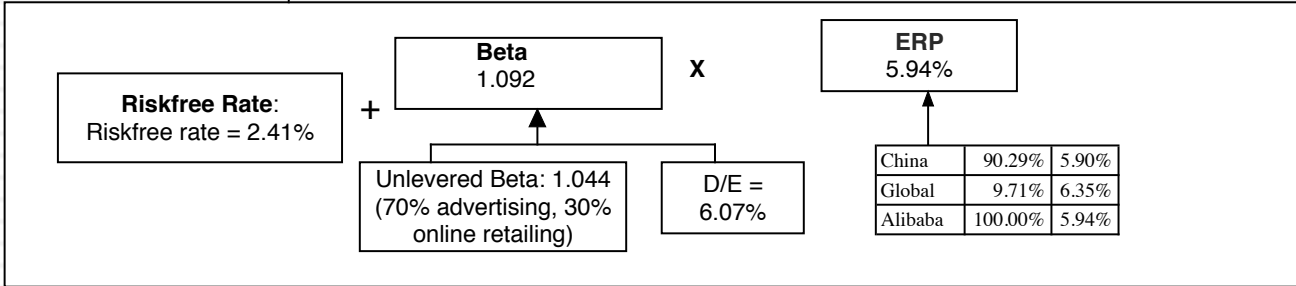 Riskfree Rate:
Riskfree rate = 2.41%
+
Beta
1.092
X
ERP
5.94%
Unlevered Beta: 1.044
(70% advertising, 30%
online retailing)
D/E =
6.07%
China 90.29% 5.90%
Global 9.71% 6.35%
Alibaba 100.00% 5.94%